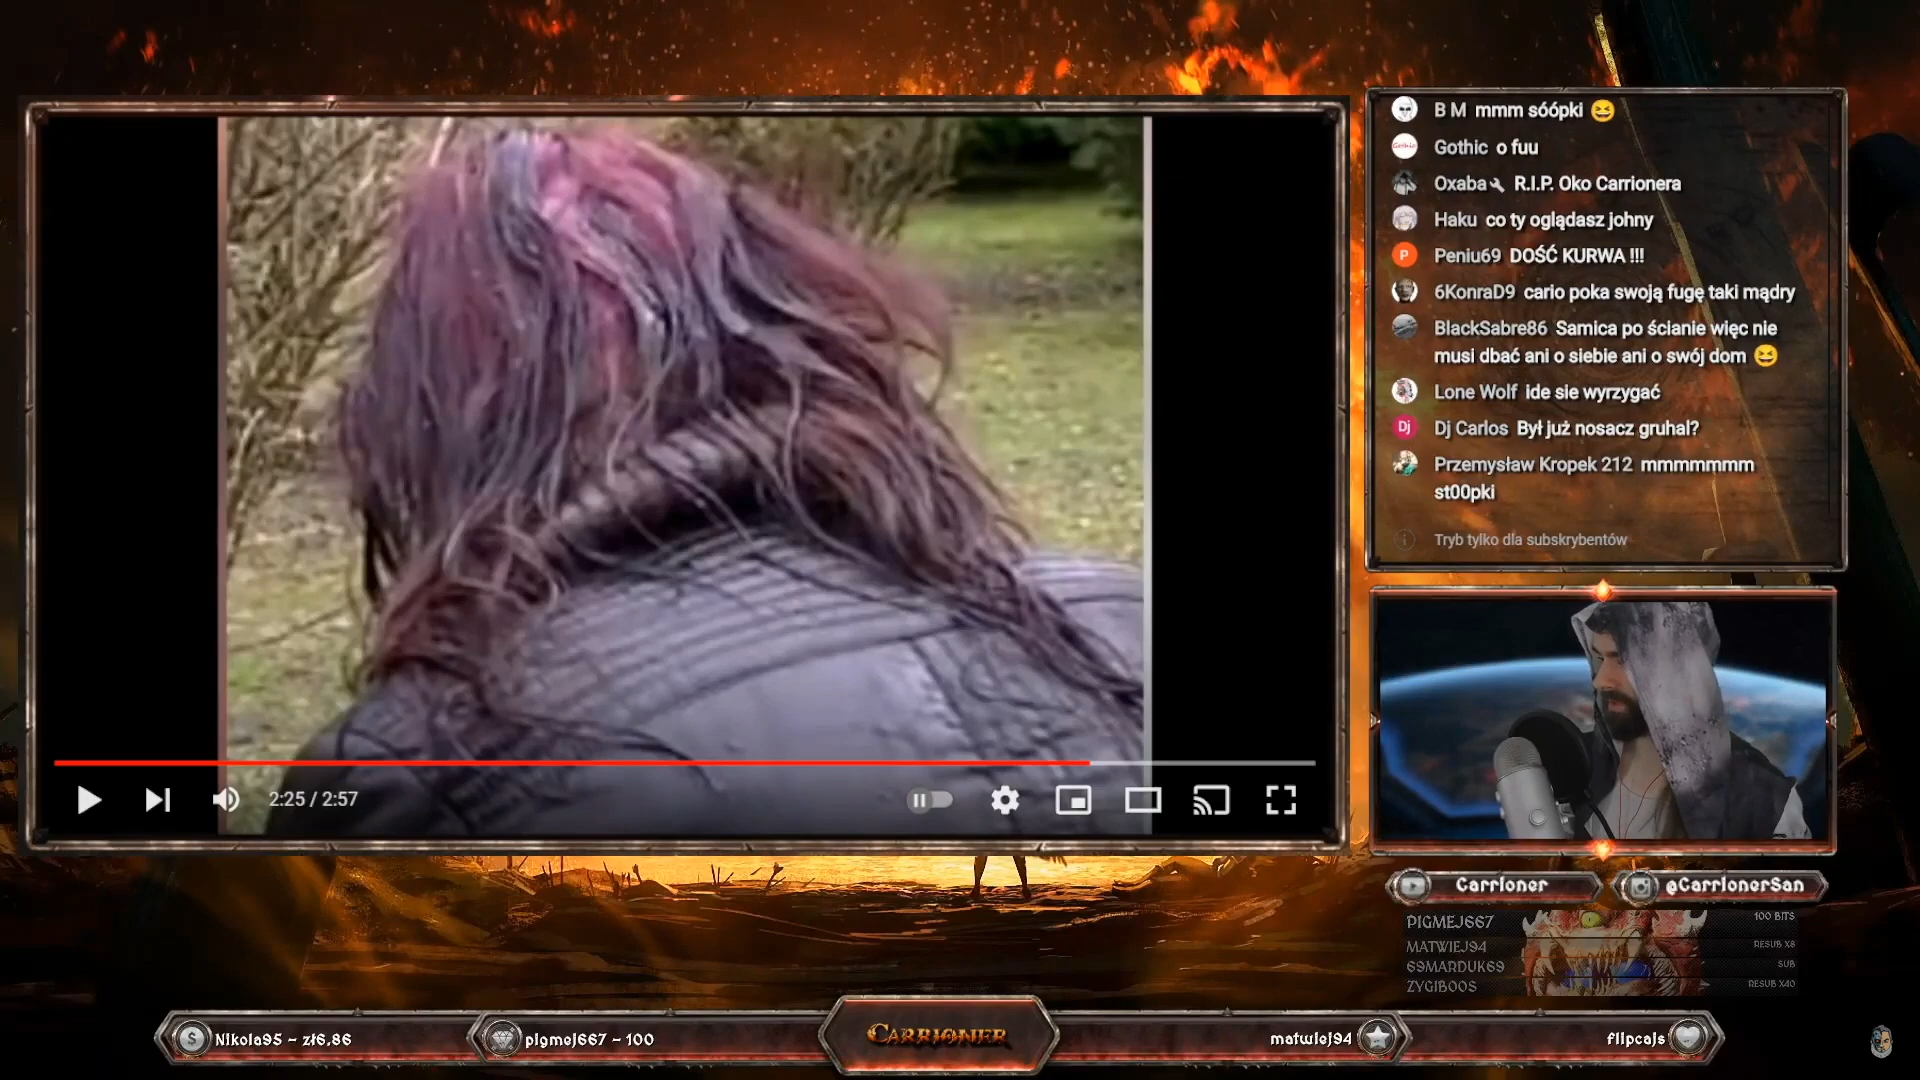 B M mmm sóópki
Gothic o fuu
Oxaba R.I.P. Oko Carrionera
Haku co ty oglądasz johny
P Peniu69 DOŚĆ KURWA !!!
6KonraD9 cario poka swoją fugę taki mądry
BlackSabre86 Samica po ścianie więc nie
musi dbać ani o siebie ani o swój dom
Lone Wolf ide sie wyrzygać
Dj Dj Carlos Był już nosacz gruhal?
Przemysław Kropek 212 mmmmmmm
st00pki
Tryb tylko dla subskrybentów
2:25 / 2:57
Carrioner
@CarrionerSan
PIGMEJ667 100 BITS
MATWIEJ94 RESUB X8
69MARDUK69 SUB
ZYGIBOOS RESUB X40
Nikola95 - zł6,86
pigmej667 - 100
CARRIONER
matwiej94
flipcajs